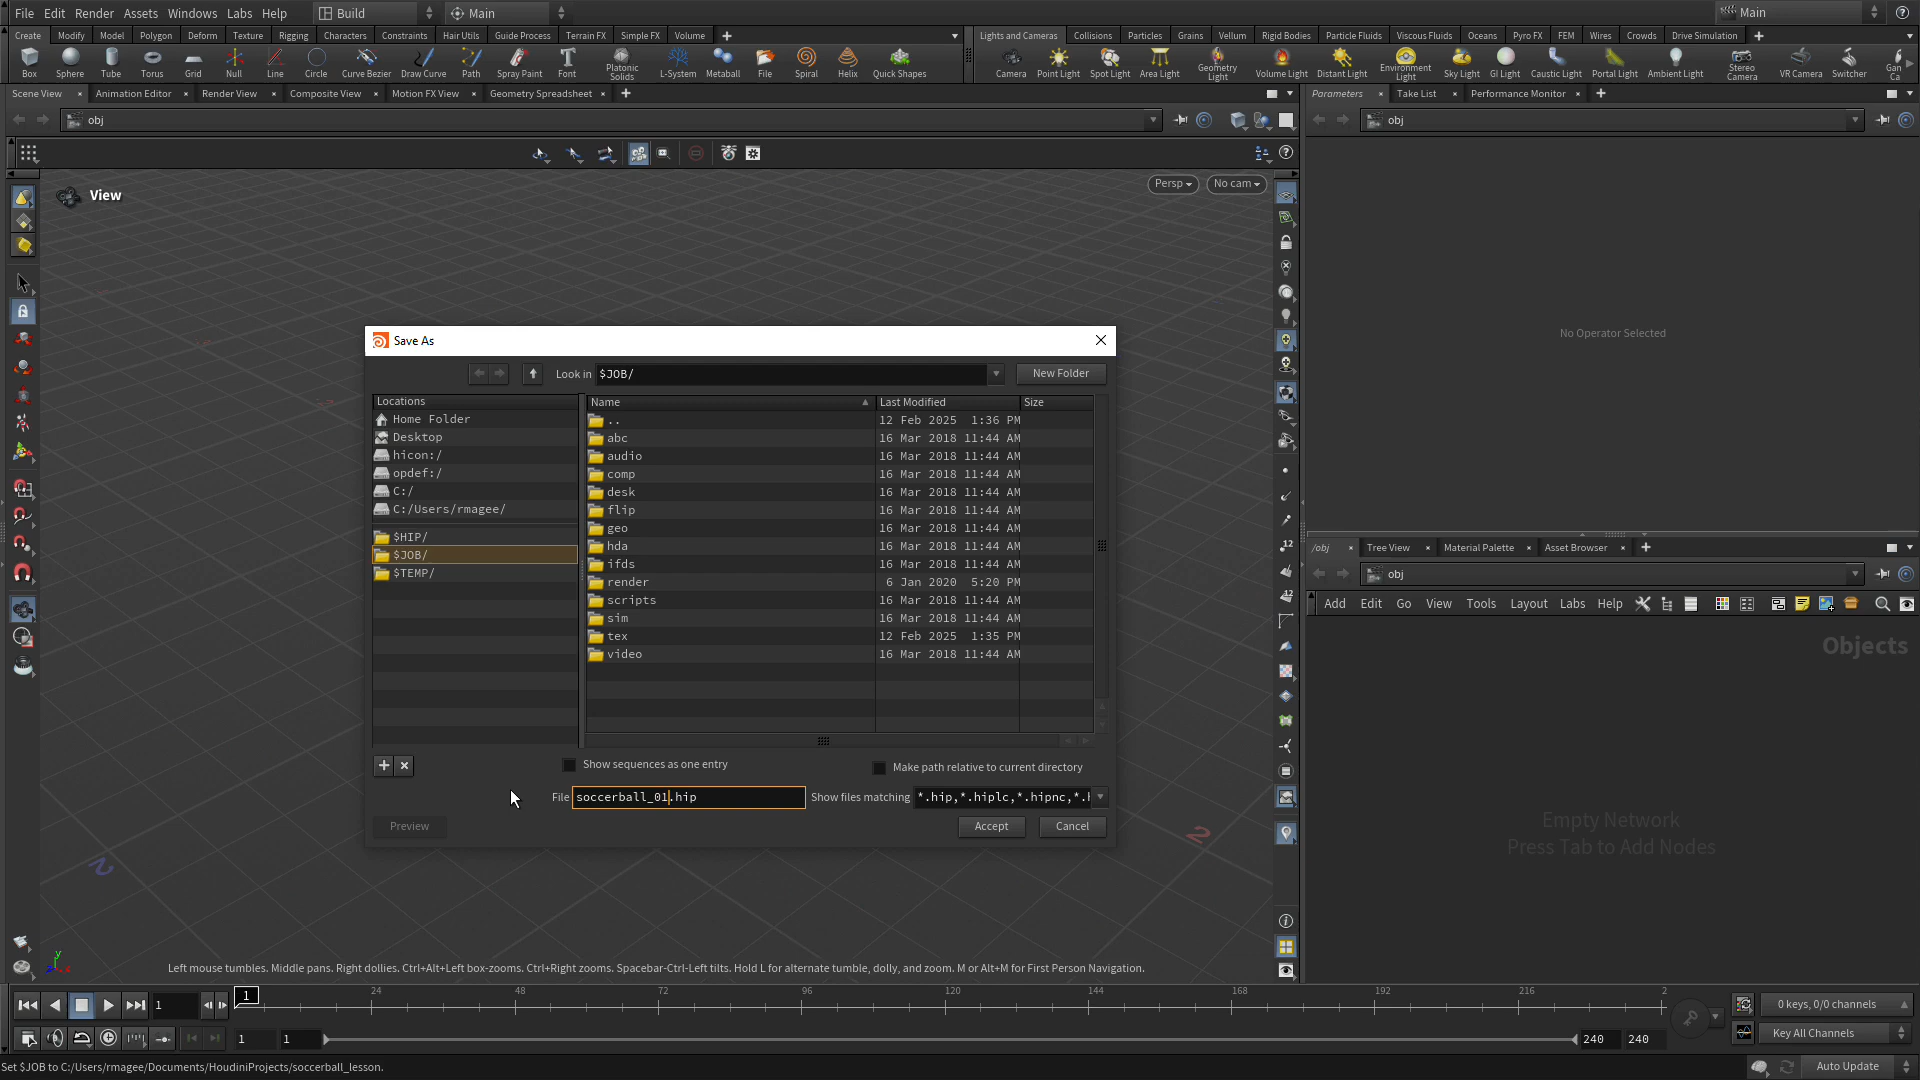 File Edit Render Assets Windows Labs Help Build Main Main
Create Modify Model Polygon Deform Texture Rigging Characters Constraints Hair Utils Guide Process Terrain FX Simple FX Volume
Lights and Cameras Collisions Particles Grains Vellum Rigid Bodies Particle Fluids Viscous Fluids Oceans Pyro FX FEM Wires Crowds Drive Simulation
Box Sphere Tube Torus Grid Null Line Circle Curve Bezier Draw Curve Path Spray Paint Font Platonic Solids L-System Metaball File Spiral Helix Quick Shapes
Camera Point Light Spot Light Area Light Geometry Light Volume Light Distant Light Environment Light Sky Light GI Light Caustic Light Portal Light Ambient Light Stereo Camera VR Camera Switcher Gan Ca
Scene View Animation Editor Render View Composite View Motion FX View Geometry Spreadsheet
Parameters Take List Performance Monitor
obj
obj
View
Persp No cam
No Operator Selected
Save As
Look in $JOB/ New Folder
Locations
Home Folder
Desktop
hicon:/
opdef:/
C:/
C:/Users/rmagee/
$HIP/
$JOB/
$TEMP/
Name Last Modified Size
.. 12 Feb 2025 1:36 PM
abc 16 Mar 2018 11:44 AM
audio 16 Mar 2018 11:44 AM
comp 16 Mar 2018 11:44 AM
desk 16 Mar 2018 11:44 AM
flip 16 Mar 2018 11:44 AM
geo 16 Mar 2018 11:44 AM
hda 16 Mar 2018 11:44 AM
ifds 16 Mar 2018 11:44 AM
render 6 Jan 2020 5:20 PM
scripts 16 Mar 2018 11:44 AM
sim 16 Mar 2018 11:44 AM
tex 12 Feb 2025 1:35 PM
video 16 Mar 2018 11:44 AM
Show sequences as one entry Make path relative to current directory
File soccerball_01.hip Show files matching *.hip,*.hiplc,*.hipnc,*.h
Preview Accept Cancel
/obj Tree View Material Palette Asset Browser
obj
Add Edit Go View Tools Layout Labs Help
Objects
Empty Network
Press Tab to Add Nodes
Left mouse tumbles. Middle pans. Right dollies. Ctrl+Alt+Left box-zooms. Ctrl+Right zooms. Spacebar-Ctrl-Left tilts. Hold L for alternate tumble, dolly, and zoom. M or Alt+M for First Person Navigation.
1 1 24 48 72 96 120 144 168 192 216 2 0 keys, 0/0 channels
1 1 240 240 Key All Channels
Set $JOB to C:/Users/rmagee/Documents/HoudiniProjects/soccerball_lesson. Auto Update